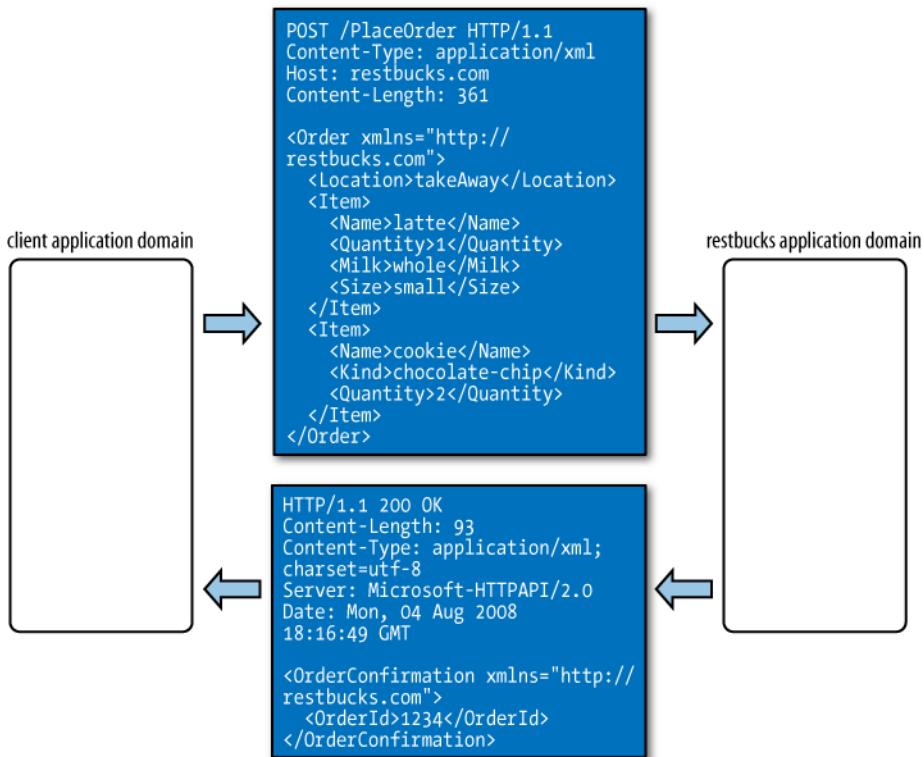 POST /PlaceOrder HTTP/1.1
Content-Type: application/xml
Host: restbucks.com
Content-Length: 361
<Order xmlns="http://
restbucks.com">
<Location>takeAway</Location>
<Item>
<Name>latte</Name>
<Quantity>1</Quantity>
<Milk>whole</Milk>
<Size>small</Size>
</Item>
<Item>
<Name>cookie</Name>
<Kind>chocolate-chip</Kind>
<Quantity>2</Quantity>
</Item>
</Order>
client application domain
restbucks application domain
HTTP/1.1 200 OK
Content-Length: 93
Content-Type: application/xml;
charset=utf-8
Server: Microsoft-HTTPAPI/2.0
Date: Mon, 04 Aug 2008
18:16:49 GMT
<OrderConfirmation xmlns="http://
restbucks.com">
<OrderId>1234</OrderId>
</OrderConfirmation>